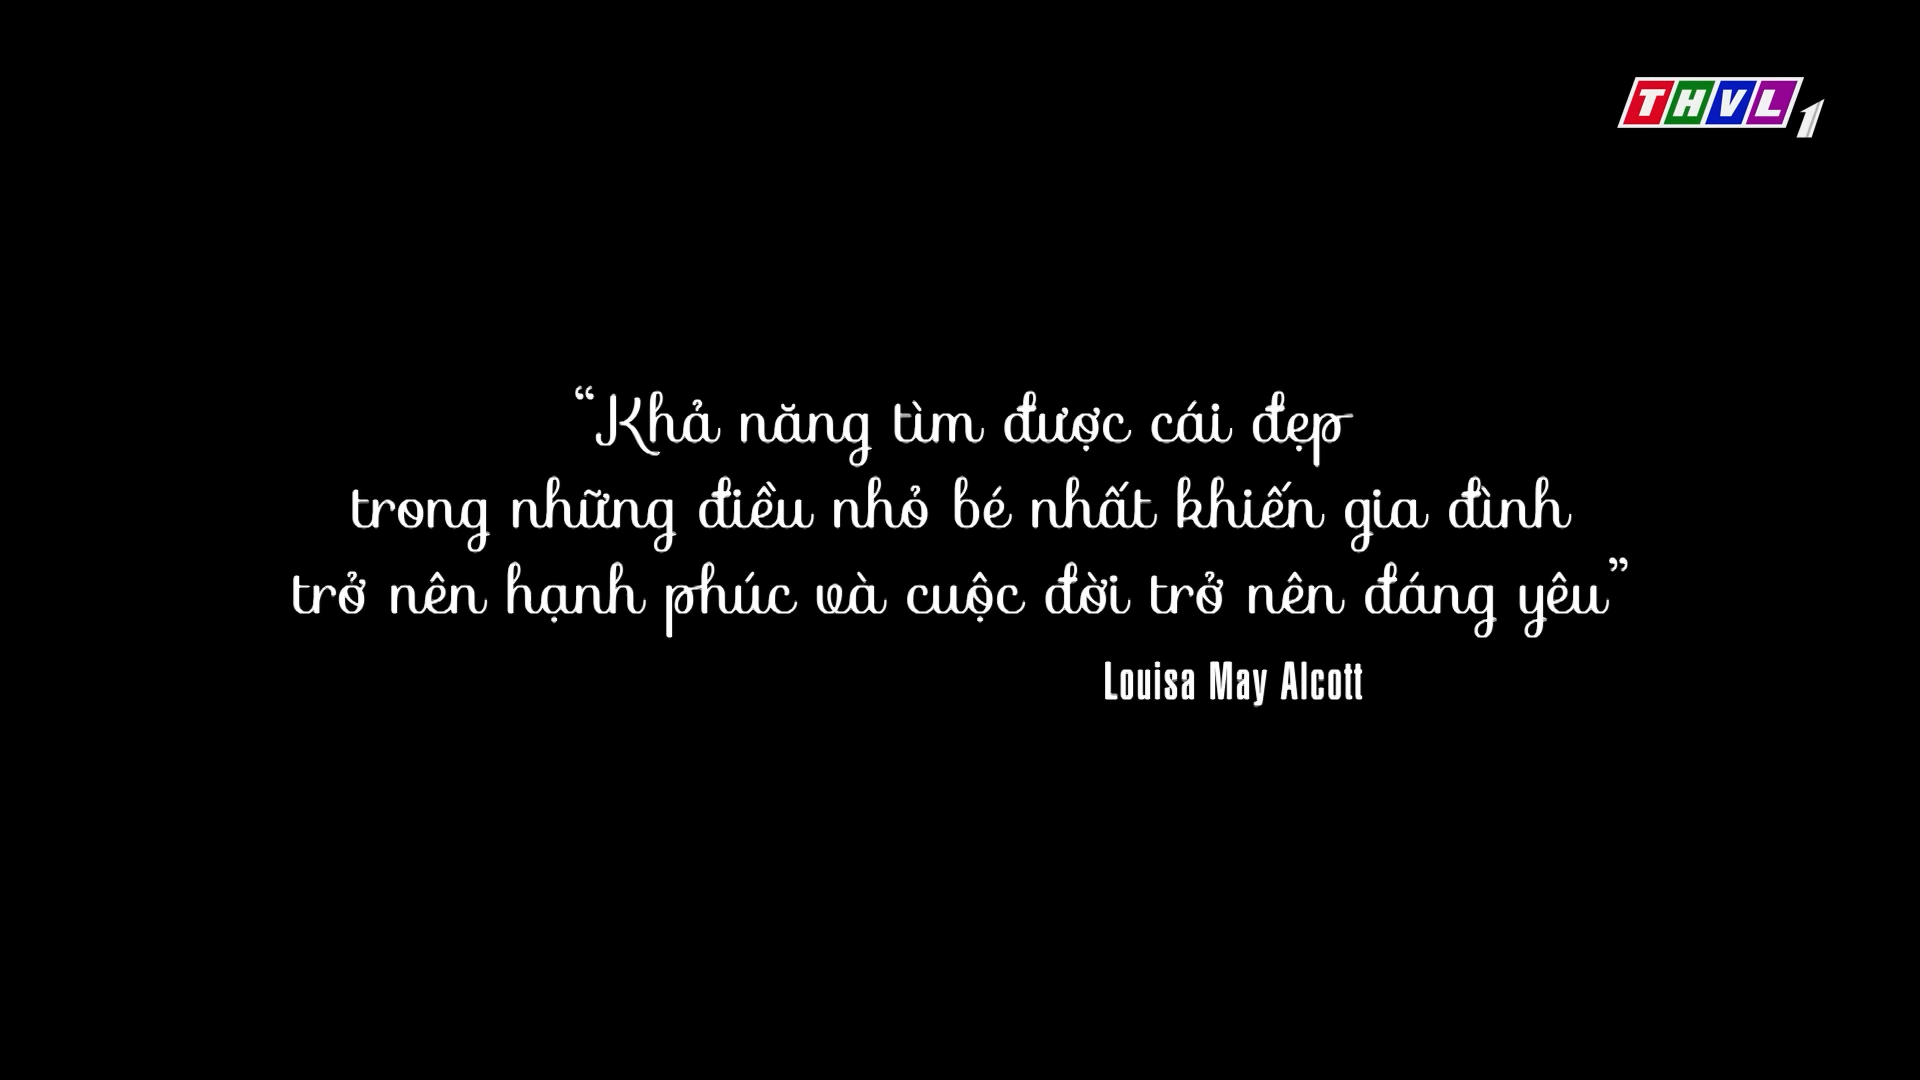 THVL1
“Khả năng tìm được cái đẹp
trong những điều nhỏ bé nhất khiến gia đình
trở nên hạnh phúc và cuộc đời trở nên đáng yêu”
Louisa May Alcott